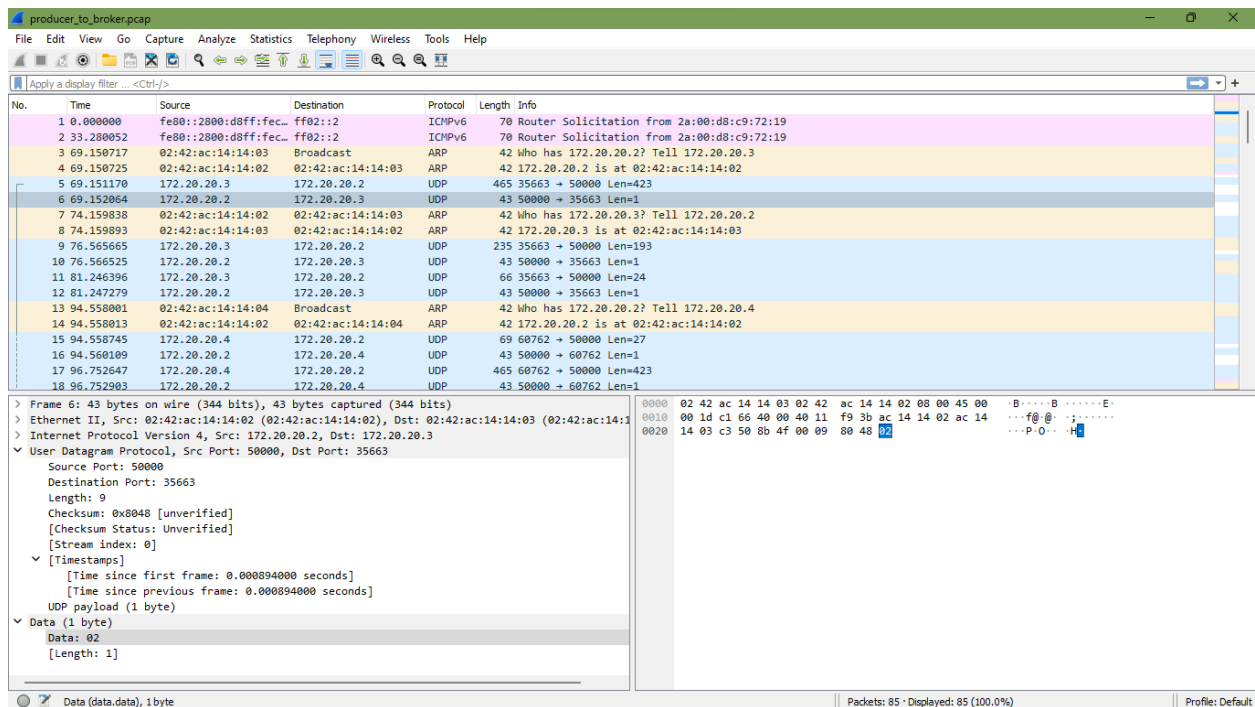 producer_to_broker.pcap
File Edit View Go Capture Analyze Statistics Telephony Wireless Tools Help
Apply a display filter ... <Ctrl-/>
No. Time Source Destination Protocol Length Info
1 0.000000 fe80::2800:d8ff:fec… ff02::2 ICMPv6 70 Router Solicitation from 2a:00:d8:c9:72:19
2 33.280052 fe80::2800:d8ff:fec… ff02::2 ICMPv6 70 Router Solicitation from 2a:00:d8:c9:72:19
3 69.150717 02:42:ac:14:14:03 Broadcast ARP 42 Who has 172.20.20.2? Tell 172.20.20.3
4 69.150725 02:42:ac:14:14:02 02:42:ac:14:14:03 ARP 42 172.20.20.2 is at 02:42:ac:14:14:02
5 69.151170 172.20.20.3 172.20.20.2 UDP 465 35663 → 50000 Len=423
6 69.152064 172.20.20.2 172.20.20.3 UDP 43 50000 → 35663 Len=1
7 74.159838 02:42:ac:14:14:02 02:42:ac:14:14:03 ARP 42 Who has 172.20.20.3? Tell 172.20.20.2
8 74.159893 02:42:ac:14:14:03 02:42:ac:14:14:02 ARP 42 172.20.20.3 is at 02:42:ac:14:14:03
9 76.565665 172.20.20.3 172.20.20.2 UDP 235 35663 → 50000 Len=193
10 76.566525 172.20.20.2 172.20.20.3 UDP 43 50000 → 35663 Len=1
11 81.246396 172.20.20.3 172.20.20.2 UDP 66 35663 → 50000 Len=24
12 81.247279 172.20.20.2 172.20.20.3 UDP 43 50000 → 35663 Len=1
13 94.558001 02:42:ac:14:14:04 Broadcast ARP 42 Who has 172.20.20.2? Tell 172.20.20.4
14 94.558013 02:42:ac:14:14:02 02:42:ac:14:14:04 ARP 42 172.20.20.2 is at 02:42:ac:14:14:02
15 94.558745 172.20.20.4 172.20.20.2 UDP 69 60762 → 50000 Len=27
16 94.560109 172.20.20.2 172.20.20.4 UDP 43 50000 → 60762 Len=1
17 96.752647 172.20.20.4 172.20.20.2 UDP 465 60762 → 50000 Len=423
18 96.752903 172.20.20.2 172.20.20.4 UDP 43 50000 → 60762 Len=1
Frame 6: 43 bytes on wire (344 bits), 43 bytes captured (344 bits)
Ethernet II, Src: 02:42:ac:14:14:02 (02:42:ac:14:14:02), Dst: 02:42:ac:14:14:03 (02:42:ac:14:1
Internet Protocol Version 4, Src: 172.20.20.2, Dst: 172.20.20.3
User Datagram Protocol, Src Port: 50000, Dst Port: 35663
Source Port: 50000
Destination Port: 35663
Length: 9
Checksum: 0x8048 [unverified]
[Checksum Status: Unverified]
[Stream index: 0]
[Timestamps]
[Time since first frame: 0.000894000 seconds]
[Time since previous frame: 0.000894000 seconds]
UDP payload (1 byte)
Data (1 byte)
Data: 02
[Length: 1]
0000 02 42 ac 14 14 03 02 42 ac 14 14 02 08 00 45 00 ·B·····B ······E·
0010 00 1d c1 66 40 00 40 11 f9 3b ac 14 14 02 ac 14 ···f@·@· ·;······
0020 14 03 c3 50 8b 4f 00 09 80 48 02 ···P·O·· ·H·
Data (data.data), 1 byte
Packets: 85 · Displayed: 85 (100.0%)
Profile: Default